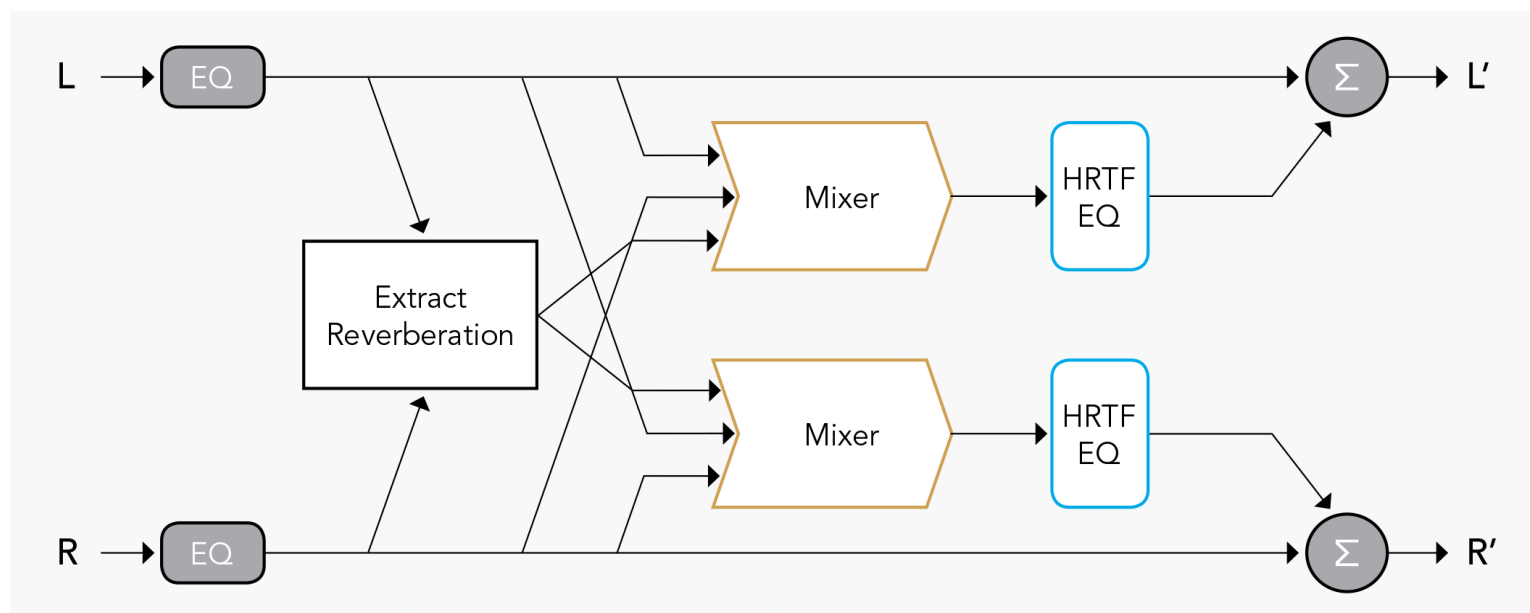 L
EQ
Σ
L’
Mixer
HRTF
EQ
Extract
Reverberation
Mixer
HRTF
EQ
R
EQ
Σ
R’